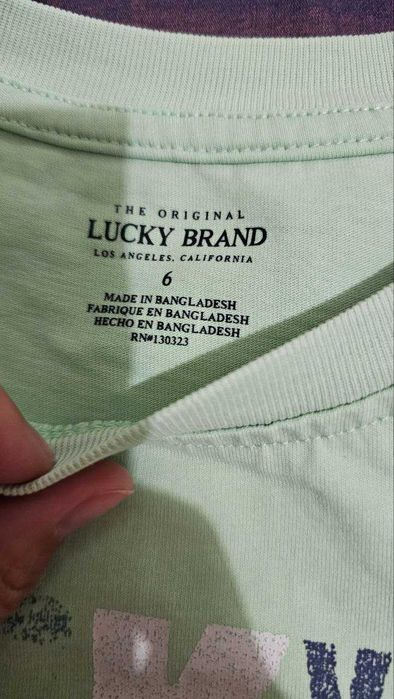 THE ORIGINAL
LUCKY BRAND
LOS ANGELES, CALIFORNIA
6
MADE IN BANGLADESH
FABRIQUE EN BANGLADESH
HECHO EN BANGLADESH
RN#130323
KY